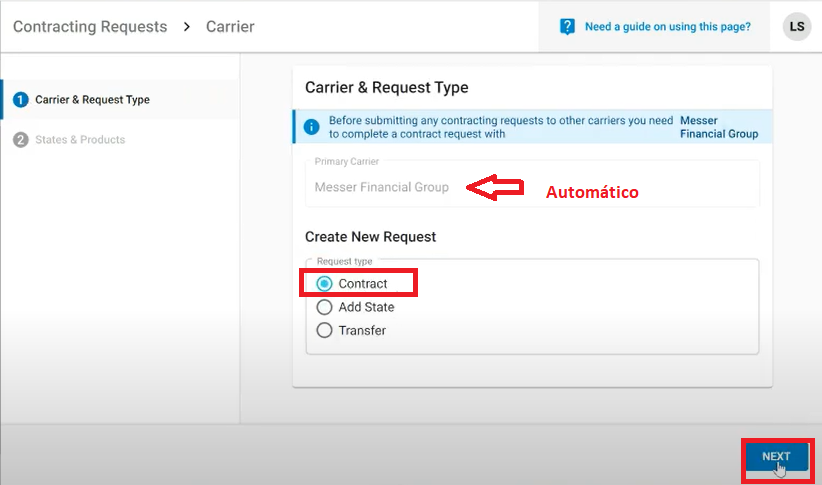 Contracting Requests > Carrier
Need a guide on using this page?
LS
1 Carrier & Request Type
2 States & Products
Carrier & Request Type
Before submitting any contracting requests to other carriers you need
to complete a contract request with
Messer
Financial Group
Primary Carrier
Messer Financial Group
Automático
Create New Request
Request type
Contract
Add State
Transfer
NEXT